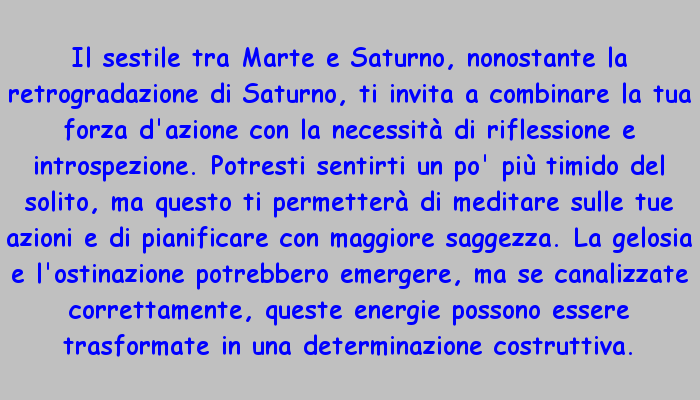 Il sestile tra Marte e Saturno, nonostante la
retrogradazione di Saturno, ti invita a combinare la tua
forza d'azione con la necessità di riflessione e
introspezione. Potresti sentirti un po' più timido del
solito, ma questo ti permetterà di meditare sulle tue
azioni e di pianificare con maggiore saggezza. La gelosia
e l'ostinazione potrebbero emergere, ma se canalizzate
correttamente, queste energie possono essere
trasformate in una determinazione costruttiva.